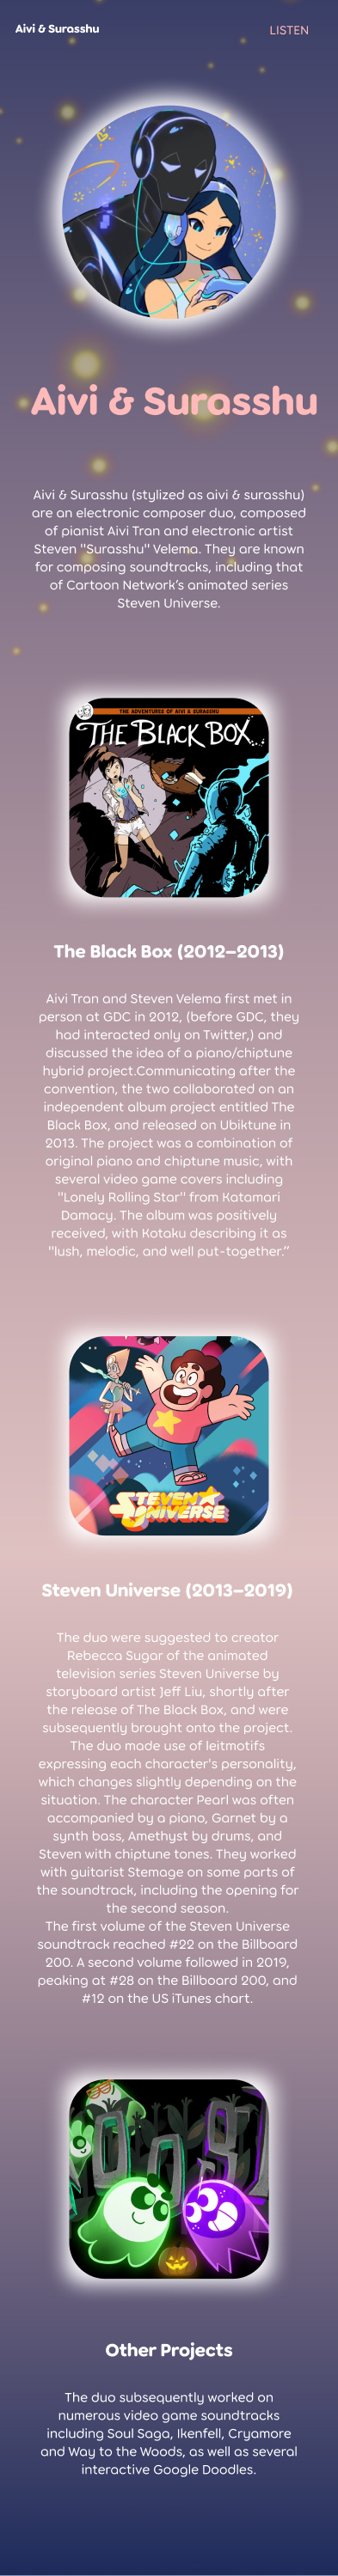 Aivi & Surasshu
LISTEN
Aivi & Surasshu
Aivi & Surasshu (stylized as aivi & surasshu)
are an electronic composer duo, composed
of pianist Aivi Tran and electronic artist
Steven "Surasshu" Velema. They are known
for composing soundtracks, including that
of Cartoon Network’s animated series
Steven Universe.
THE ADVENTURES OF AIVI & SURASSHU
THE BLACK BOX
The Black Box (2012–2013)
Aivi Tran and Steven Velema first met in
person at GDC in 2012, (before GDC, they
had interacted only on Twitter,) and
discussed the idea of a piano/chiptune
hybrid project.Communicating after the
convention, the two collaborated on an
independent album project entitled The
Black Box, and released on Ubiktune in
2013. The project was a combination of
original piano and chiptune music, with
several video game covers including
"Lonely Rolling Star" from Katamari
Damacy. The album was positively
received, with Kotaku describing it as
"lush, melodic, and well put-together.”
STEVEN
UNIVERSE
Steven Universe (2013–2019)
The duo were suggested to creator
Rebecca Sugar of the animated
television series Steven Universe by
storyboard artist Jeff Liu, shortly after
the release of The Black Box, and were
subsequently brought onto the project.
The duo made use of leitmotifs
expressing each character's personality,
which changes slightly depending on the
situation. The character Pearl was often
accompanied by a piano, Garnet by a
synth bass, Amethyst by drums, and
Steven with chiptune tones. They worked
with guitarist Stemage on some parts of
the soundtrack, including the opening for
the second season.
The first volume of the Steven Universe
soundtrack reached #22 on the Billboard
200. A second volume followed in 2019,
peaking at #28 on the Billboard 200, and
#12 on the US iTunes chart.
Other Projects
The duo subsequently worked on
numerous video game soundtracks
including Soul Saga, Ikenfell, Cryamore
and Way to the Woods, as well as several
interactive Google Doodles.